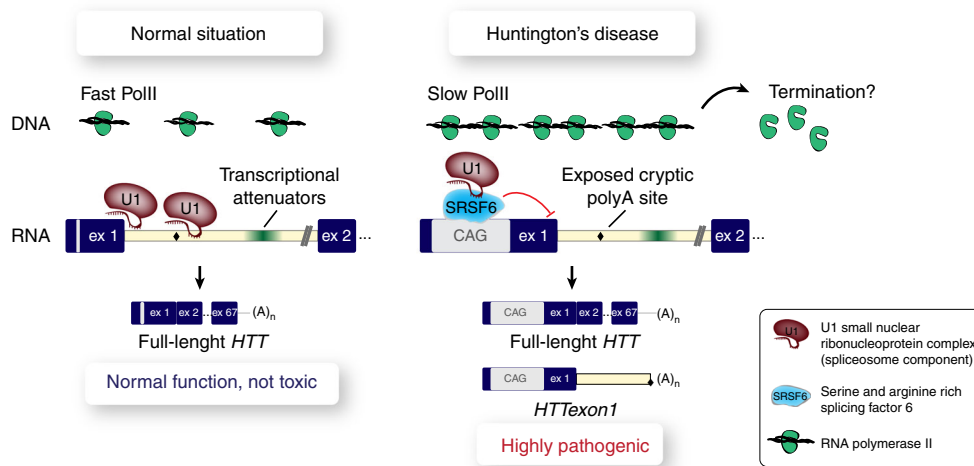 Normal situation
Huntington's disease
Fast PolII
Slow PolII
Termination?
DNA
U1
U1
Transcriptional
attenuators
U1
SRSF6
Exposed cryptic
polyA site
RNA
ex 1
ex 2
...
CAG
ex 1
ex 2
...
ex 1
ex 2
...
ex 67
(A)n
Full-lenght HTT
Normal function, not toxic
CAG
ex 1
ex 2
...
ex 67
(A)n
Full-lenght HTT
CAG
ex 1
(A)n
HTTexon1
Highly pathogenic
U1
U1 small nuclear
ribonucleoprotein complex
(spliceosome component)
SRSF6
Serine and arginine rich
splicing factor 6
RNA polymerase II